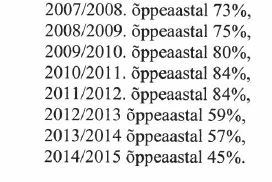 2007/2008. õppeaastal 73%,
2008/2009. õppeaastal 75%,
2009/2010. õppeaastal 80%,
2010/2011. õppeaastal 84%,
2011/2012. õppeaastal 84%,
2012/2013 õppeaastal 59%,
2013/2014 õppeaastal 57%,
2014/2015 õppeaastal 45%.